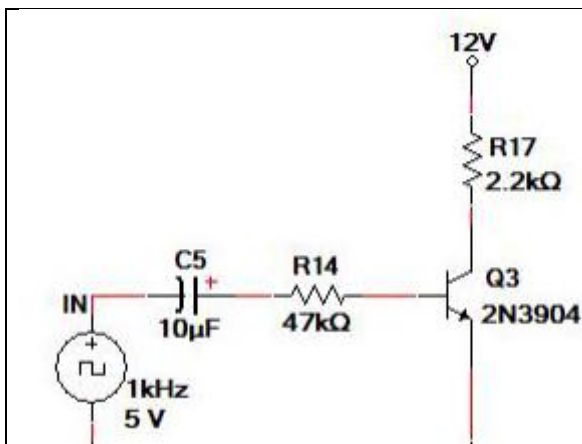 12V
R17
2.2kΩ
C5
10µF
R14
47kΩ
Q3
2N3904
IN
1kHz
5 V